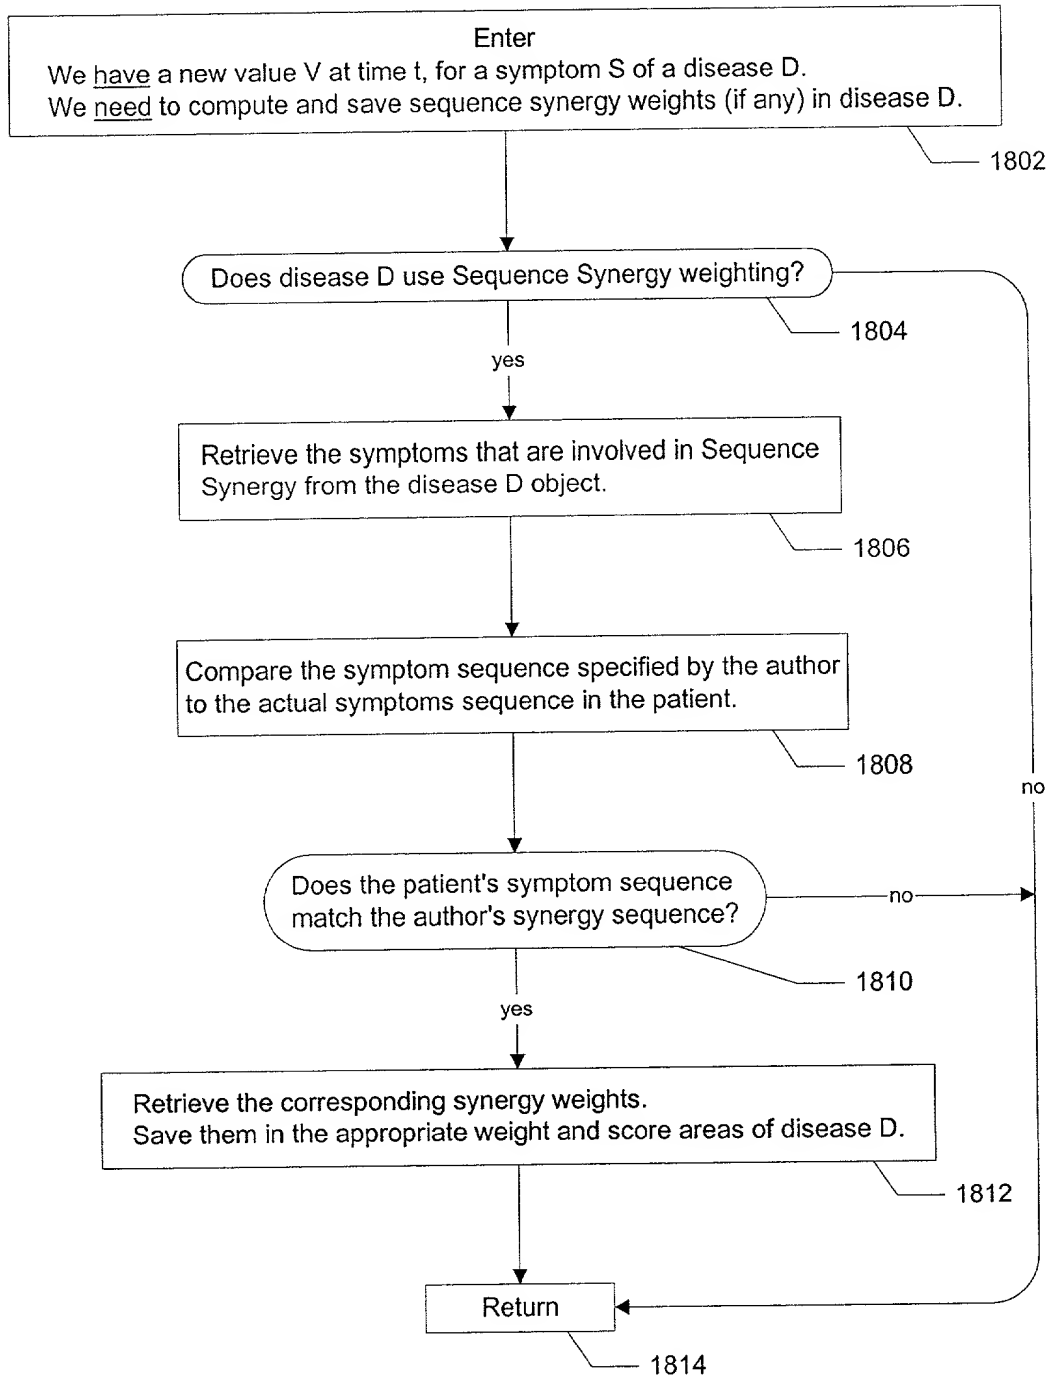 Enter
We have a new value V at time t, for a symptom S of a disease D.
We need to compute and save sequence synergy weights (if any) in disease D.
1802
Does disease D use Sequence Synergy weighting?
1804
yes
Retrieve the symptoms that are involved in Sequence
Synergy from the disease D object.
1806
Compare the symptom sequence specified by the author
to the actual symptoms sequence in the patient.
1808
no
Does the patient's symptom sequence
match the author's synergy sequence?
no
1810
yes
Retrieve the corresponding synergy weights.
Save them in the appropriate weight and score areas of disease D.
1812
Return
1814